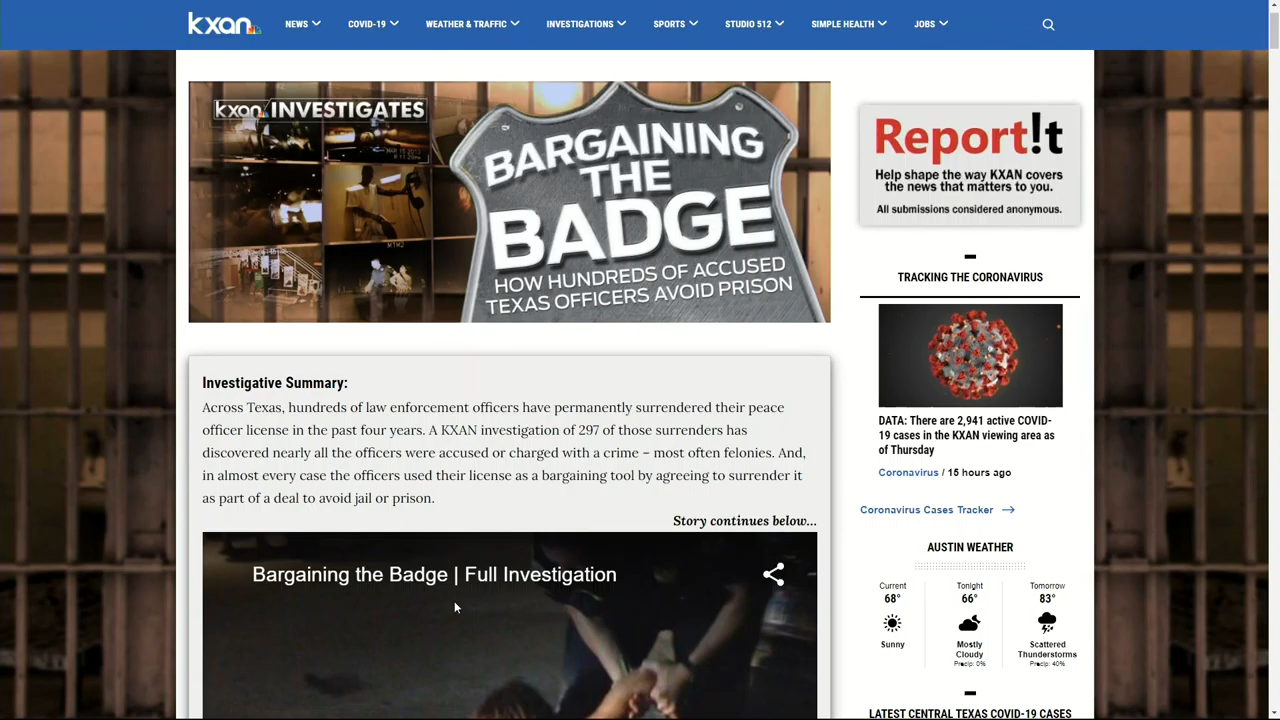 kxan
NEWS
COVID-19
WEATHER & TRAFFIC
INVESTIGATIONS
SPORTS
STUDIO 512
SIMPLE HEALTH
JOBS
kxan INVESTIGATES
BARGAINING
THE
BADGE
HOW HUNDREDS OF ACCUSED
TEXAS OFFICERS AVOID PRISON
Investigative Summary:
Across Texas, hundreds of law enforcement officers have permanently surrendered their peace
officer license in the past four years. A KXAN investigation of 297 of those surrenders has
discovered nearly all the officers were accused or charged with a crime – most often felonies. And,
in almost every case the officers used their license as a bargaining tool by agreeing to surrender it
as part of a deal to avoid jail or prison.
Story continues below...
Bargaining the Badge | Full Investigation
Report!t
Help shape the way KXAN covers
the news that matters to you.
All submissions considered anonymous.
TRACKING THE CORONAVIRUS
DATA: There are 2,941 active COVID-
19 cases in the KXAN viewing area as
of Thursday
Coronavirus / 15 hours ago
Coronavirus Cases Tracker
AUSTIN WEATHER
Current
68°
Sunny
Tonight
66°
Mostly
Cloudy
Precip: 0%
Tomorrow
83°
Scattered
Thunderstorms
Precip: 40%
LATEST CENTRAL TEXAS COVID-19 CASES